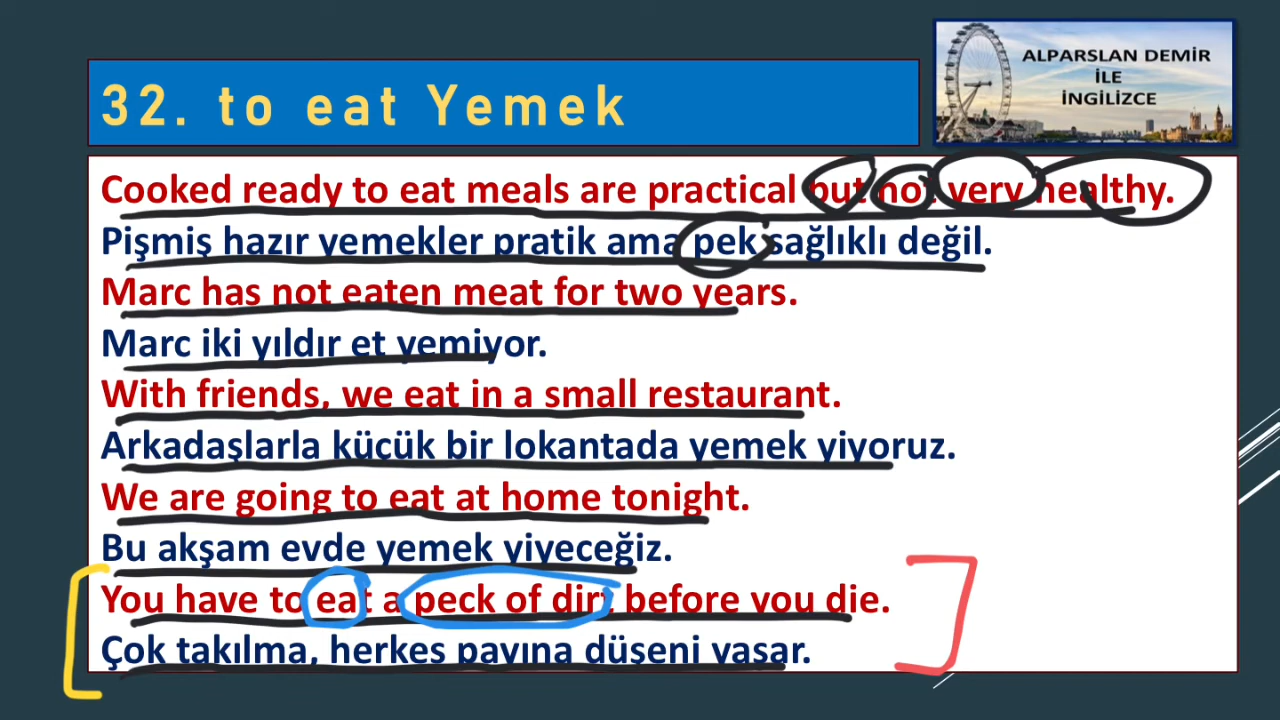 32. to eat Yemek
ALPARSLAN DEMİR
İLE
İNGİLİZCE
Cooked ready to eat meals are practical but not very healthy.
Pişmiş hazır yemekler pratik ama pek sağlıklı değil.
Marc has not eaten meat for two years.
Marc iki yıldır et yemiyor.
With friends, we eat in a small restaurant.
Arkadaşlarla küçük bir lokantada yemek yiyoruz.
We are going to eat at home tonight.
Bu akşam evde yemek yiyeceğiz.
You have to eat a peck of dirt before you die.
Çok takılma, herkes payına düşeni yaşar.